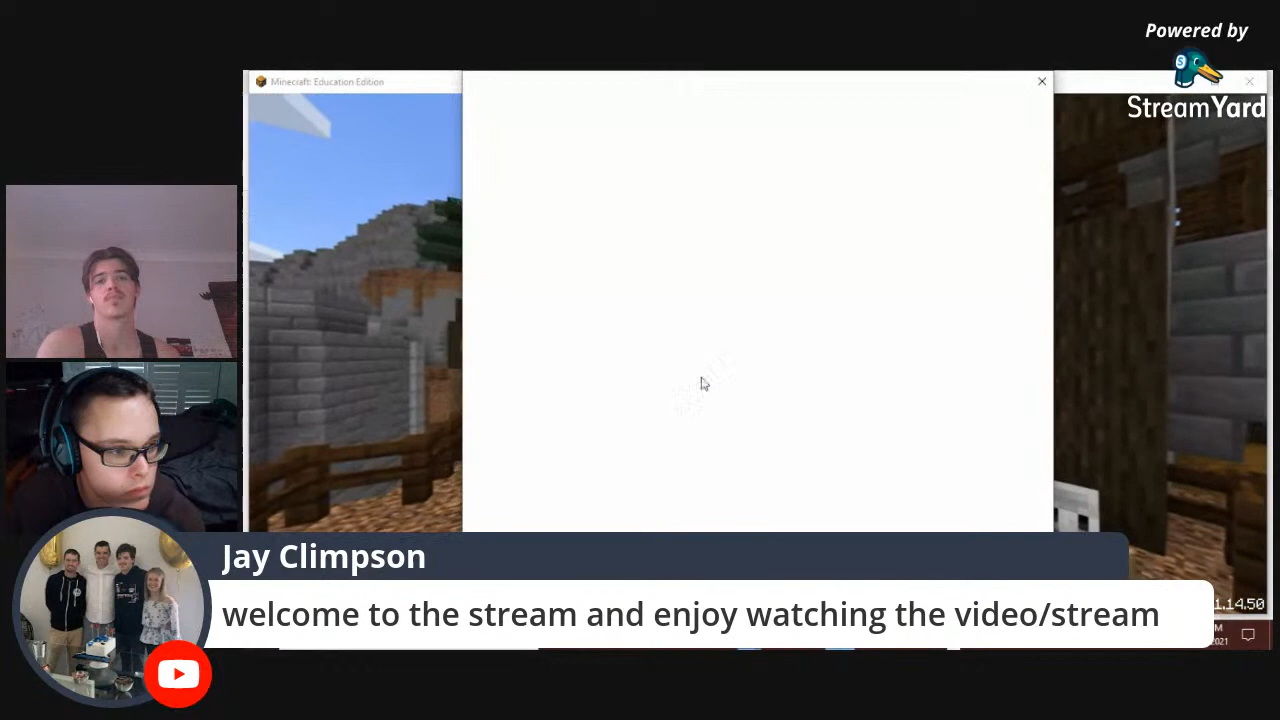 Powered by
StreamYard
Minecraft: Education Edition
1.14.50
2021
Jay Climpson
welcome to the stream and enjoy watching the video/stream